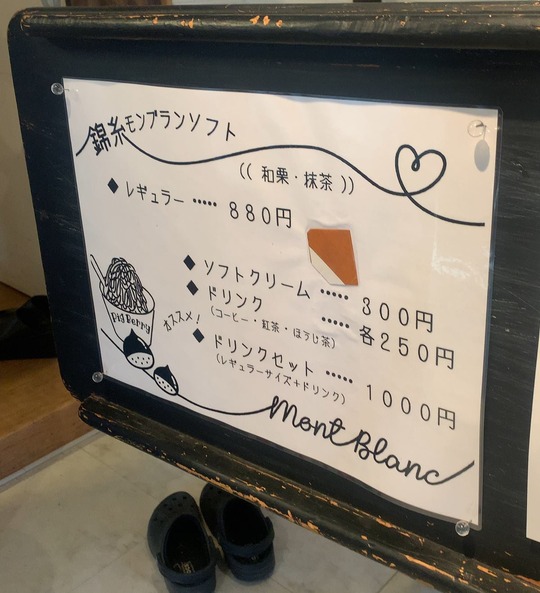 錦糸モンブランソフト
(( 和栗・抹茶 ))
◆ レギュラー ····· 880円
◆ ソフトクリーム ····· 300円
◆ ドリンク ····· 各250円
(コーヒー・紅茶・ほうじ茶)
オススメ!
◆ ドリンクセット ····· 1000円
(レギュラーサイズ+ドリンク)
Big Berry
Mont Blanc